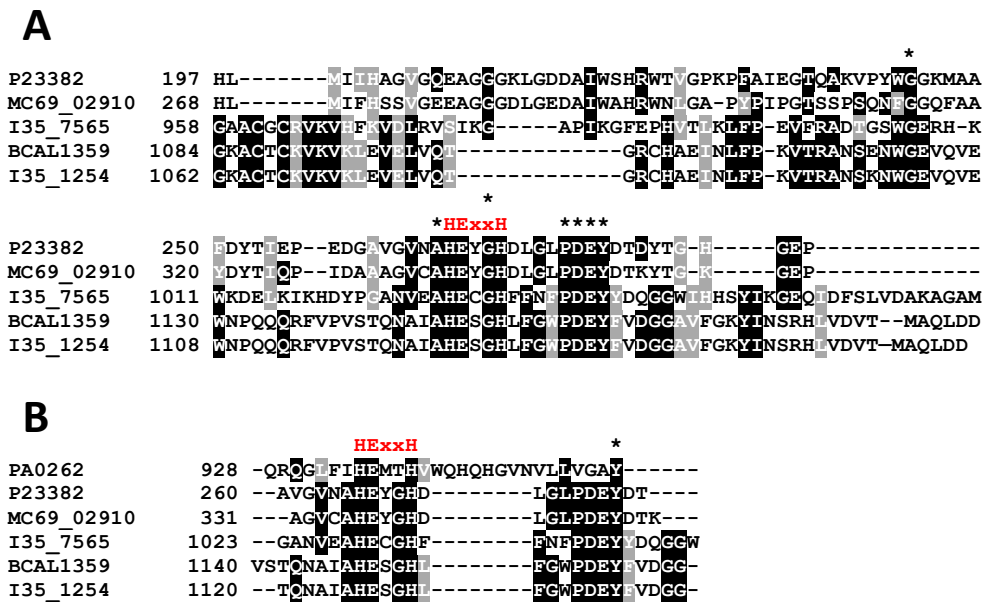 A
*
P23382 197 HL-------MIIHAGVGQEAGGGKLGDDAIWSHRWTVGPKPFAIEGTQAKVPYWGGKMAA
MC69_02910 268 HL-------MIFHSSVGEEAGGGDLGEDAIWAHRWNLGA-PYPIPGTSSPSQNFGGQFAA
I35_7565 958 GAACGCRVKVHFKVDLRVSIKG-----APIKGFEPHVTLKLFP-EVFRADTGSWGERH-K
BCAL1359 1084 GKACTCKVKVKLEVELVQT-------------GRCHAEINLFP-KVTRANSENWGEVQVE
I35_1254 1062 GKACTCKVKVKLEVELVQT-------------GRCHAEINLFP-KVTRANSKNWGEVQVE
*
*HExxH ****
P23382 250 FDYTIEP--EDGAVGVNAHEYGHDLGLPDEYDTDYTG-H-----GEP-------------
MC69_02910 320 YDYTIQP--IDAAAGVCAHEYGHDLGLPDEYDTKYTG-K-----GEP-------------
I35_7565 1011 WKDELKIKHDYPGANVEAHECGHFFNFPDEYYDQGGWIHHSYIKGEQIDFSLVDAKAGAM
BCAL1359 1130 WNPQQQRFVPVSTQNAIAHESGHLFGWPDEYFVDGGAVFGKYINSRHLVDVT--MAQLDD
I35_1254 1108 WNPQQQRFVPVSTQNAIAHESGHLFGWPDEYFVDGGAVFGKYINSRHLVDVT—MAQLDD
B
HExxH *
PA0262 928 -QRQGLFIHEMTHVWQHQHGVNVLLVGAY------
P23382 260 --AVGVNAHEYGHD--------LGLPDEYDT----
MC69_02910 331 ---AGVCAHEYGHD--------LGLPDEYDTK---
I35_7565 1023 --GANVEAHECGHF--------FNFPDEYYDQGGW
BCAL1359 1140 VSTQNAIAHESGHL--------FGWPDEYFVDGG-
I35_1254 1120 --TQNAIAHESGHL--------FGWPDEYFVDGG-